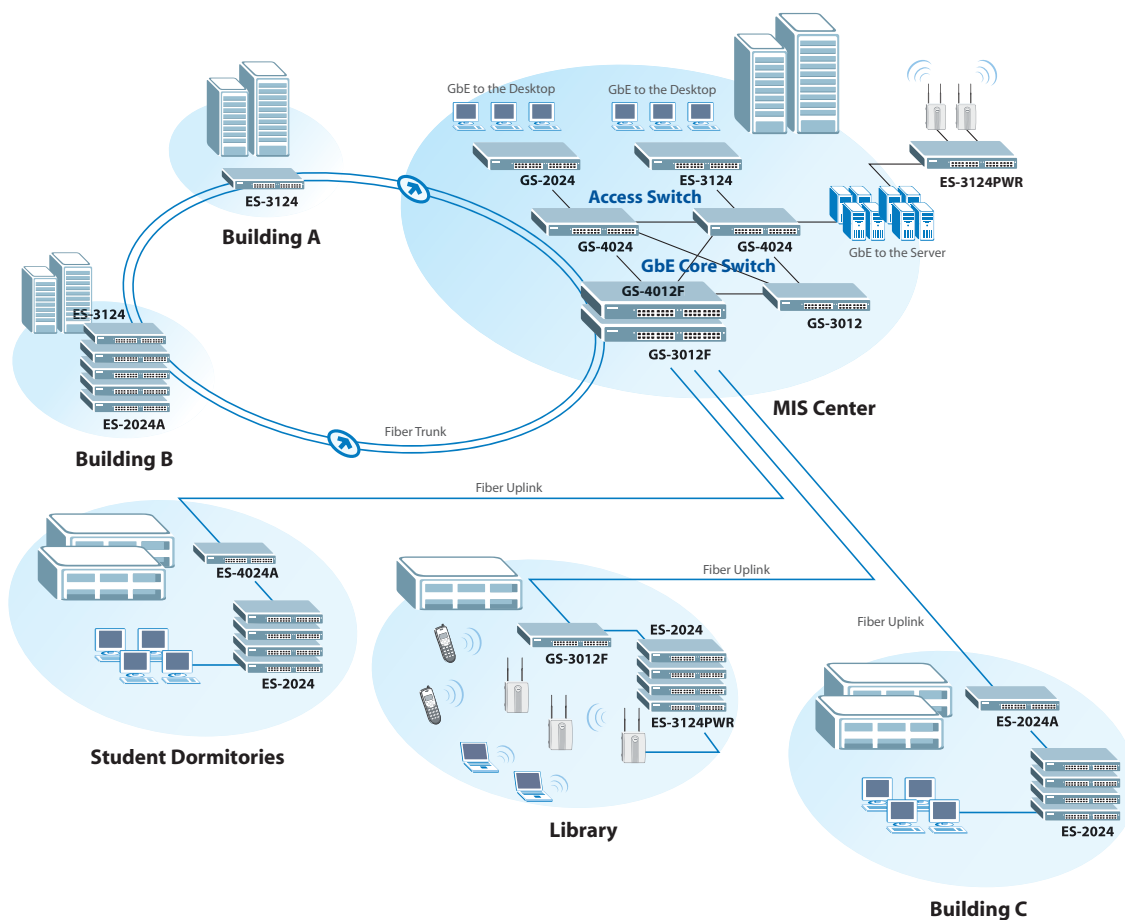 GbE to the Desktop
GbE to the Desktop
GS-2024
ES-3124
ES-3124PWR
ES-3124
Access Switch
Building A
GS-4024
GS-4024
GbE to the Server
GbE Core Switch
GS-4012F
GS-3012
ES-3124
GS-3012F
MIS Center
ES-2024A
Fiber Trunk
Building B
Fiber Uplink
ES-4024A
Fiber Uplink
Fiber Uplink
ES-2024
GS-3012F
ES-2024
ES-3124PWR
ES-2024A
Student Dormitories
Library
ES-2024
Building C